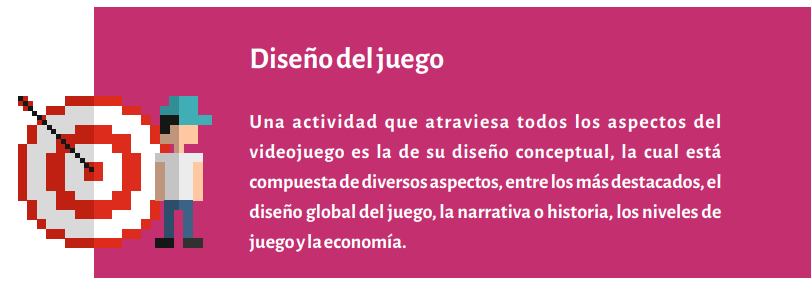 Diseño del juego
Una actividad que atraviesa todos los aspectos del
videojuego es la de su diseño conceptual, la cual está
compuesta de diversos aspectos, entre los más destacados, el
diseño global del juego, la narrativa o historia, los niveles de
juego y la economía.